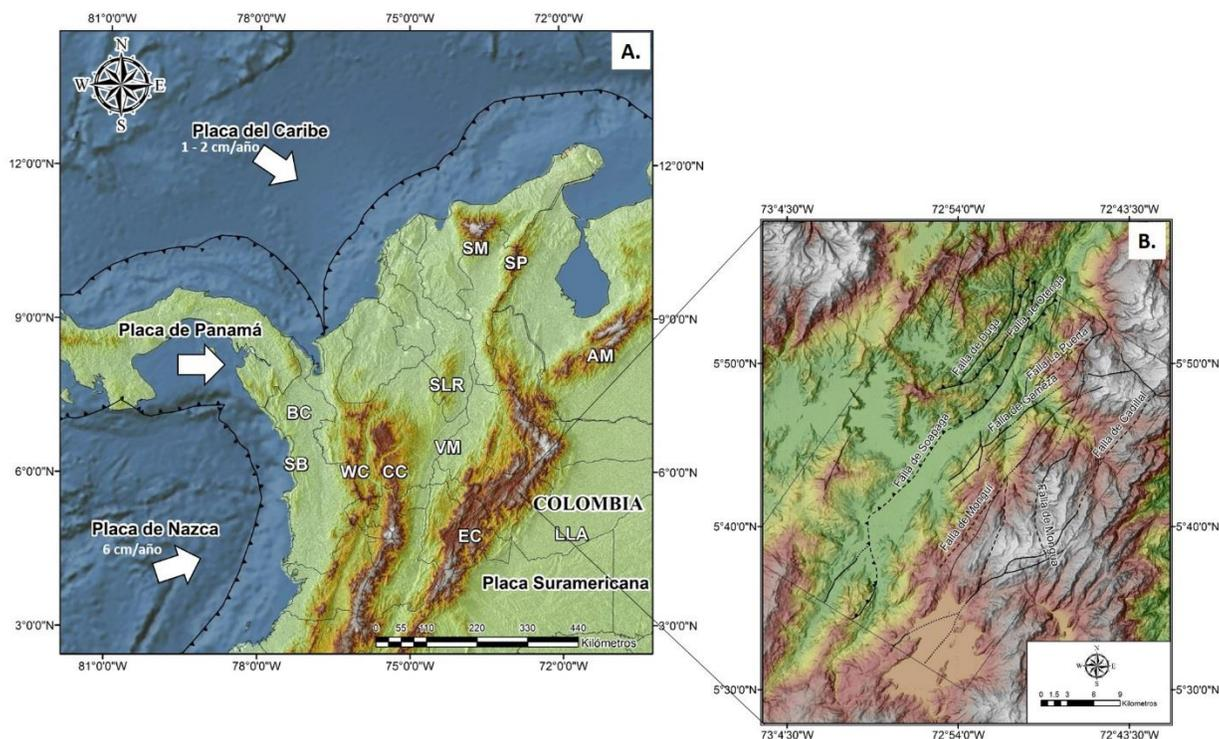 81°0'0"W 78°0'0"W 75°0'0"W 72°0'0"W
A.
N
W E
S
Placa del Caribe
1 - 2 cm/año
12°0'0"N 12°0'0"N
SM
SP
9°0'0"N 9°0'0"N
Placa de Panamá
AM
SLR
BC
VM
SB
WC CC
6°0'0"N 6°0'0"N
COLOMBIA
EC
LLA
Placa de Nazca
6 cm/año
Placa Suramericana
3°0'0"N 3°0'0"N
0 55 110 220 330 440
Kilómetros
81°0'0"W 78°0'0"W 75°0'0"W 72°0'0"W
73°4'30"W 72°54'0"W 72°43'30"W
B.
Falla de Duga
Falla de Otenga
Falla La Puerta
5°50'0"N 5°50'0"N
Falla de Gameza
Falla de Cadillal
Falla de Soapaga
Falla de Mongui
Falla de Mongua
5°40'0"N 5°40'0"N
N
W E
S
0 1.5 3 6 9
Kilómetros
5°30'0"N 5°30'0"N
73°4'30"W 72°54'0"W 72°43'30"W